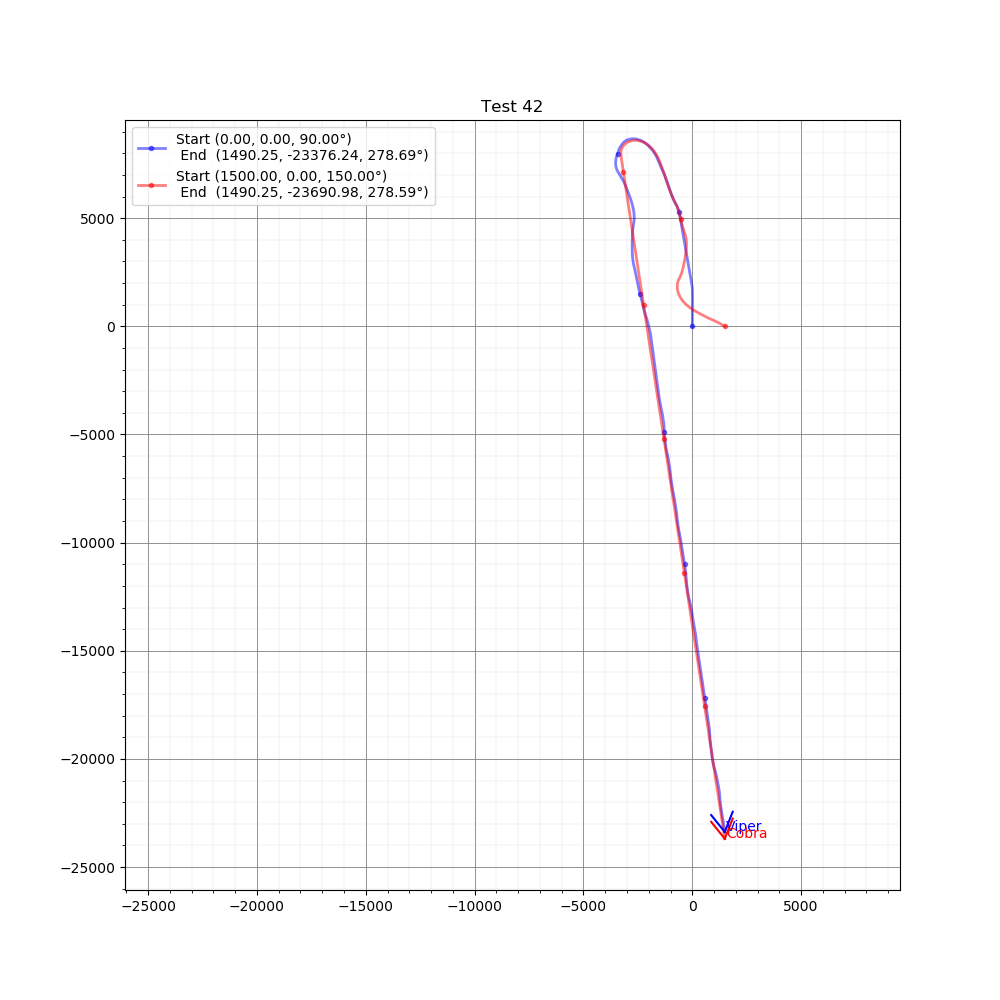 Test 42
Start (0.00, 0.00, 90.00°)
End  (1490.25, -23376.24, 278.69°)
Start (1500.00, 0.00, 150.00°)
End  (1490.25, -23690.98, 278.59°)
5000
0
−5000
−10000
−15000
−20000
−25000
Viper
Cobra
−25000 −20000 −15000 −10000 −5000 0 5000